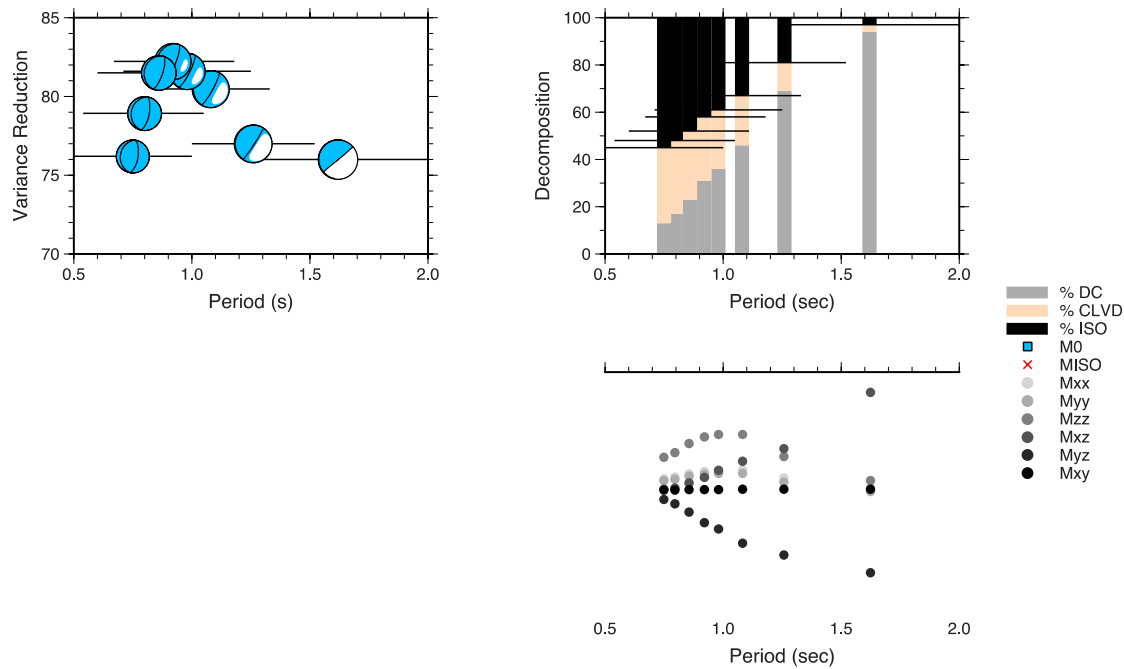 85
80
75
70
Variance Reduction
0.5
1.0
1.5
2.0
Period (s)
100
80
60
40
20
0
Decomposition
0.5
1.0
1.5
2.0
Period (sec)
% DC
% CLVD
% ISO
M0
MISO
Mxx
Myy
Mzz
Mxz
Myz
Mxy
0.5
1.0
1.5
2.0
Period (sec)